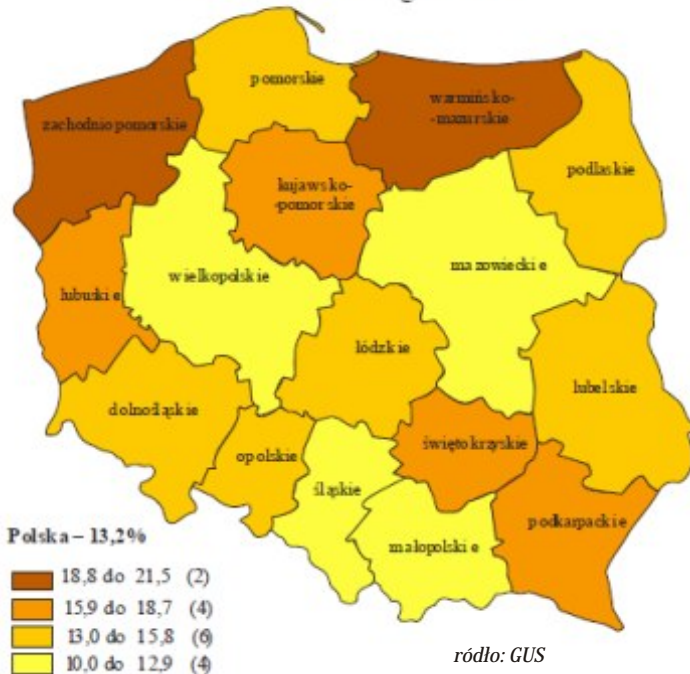 pomorskie
warmińsko-
-mazurskie
zachodniopomorskie
podlaskie
kujawsko-
-pomorskie
mazowieckie
wielkopolskie
lubuskie
łódzkie
lubelskie
dolnośląskie
świętokrzyskie
opolskie
śląskie
podkarpackie
małopolskie
Polska – 13,2%
18,8 do 21,5 (2)
15,9 do 18,7 (4)
13,0 do 15,8 (6)
10,0 do 12,9 (4)
ródło: GUS